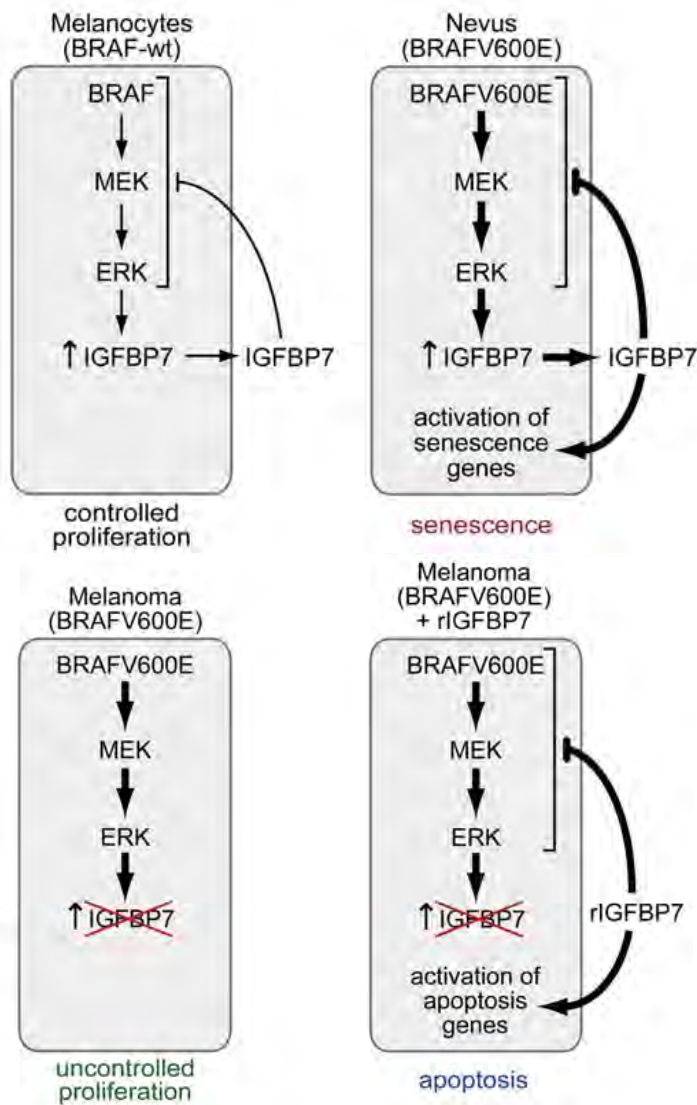 Melanocytes
(BRAF-wt)
BRAF
MEK
ERK
↑ IGFBP7
IGFBP7
controlled
proliferation
Nevus
(BRAFV600E)
BRAFV600E
MEK
ERK
↑ IGFBP7
IGFBP7
activation of
senescence
genes
senescence
Melanoma
(BRAFV600E)
BRAFV600E
MEK
ERK
↑ IGFBP7
uncontrolled
proliferation
Melanoma
(BRAFV600E)
+ rIGFBP7
BRAFV600E
MEK
ERK
↑ IGFBP7
rIGFBP7
activation of
apoptosis
genes
apoptosis